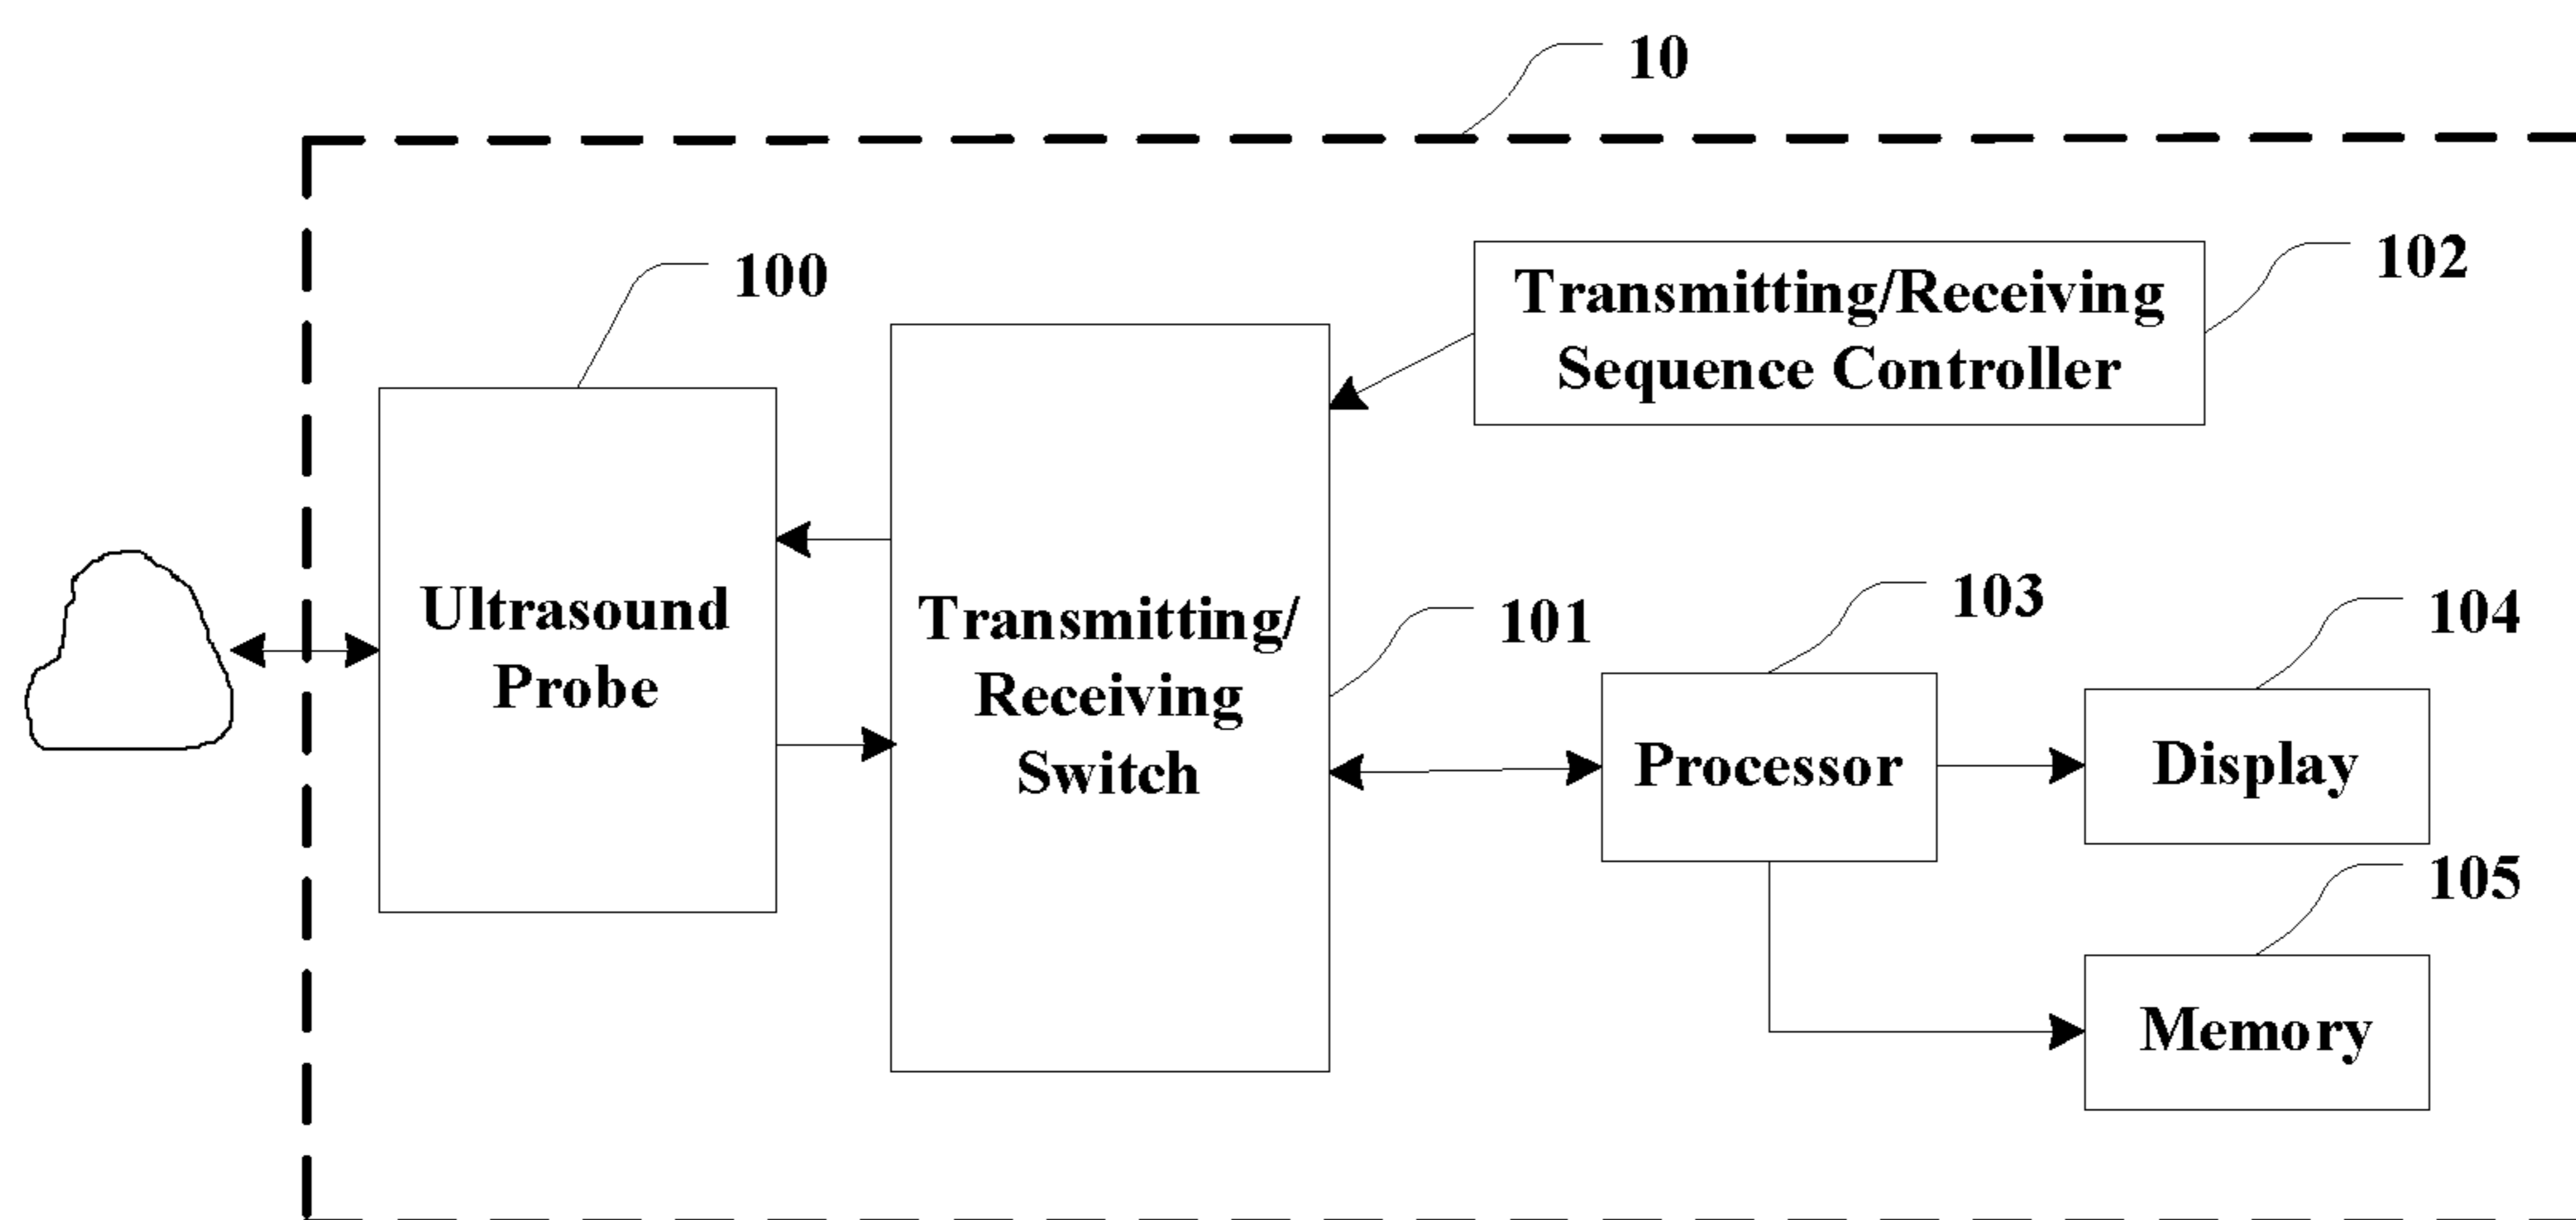 10
100
102
Transmitting/Receiving
Sequence Controller
Ultrasound
Probe
Transmitting/
Receiving
Switch
101
103
104
Processor
Display
105
Memory